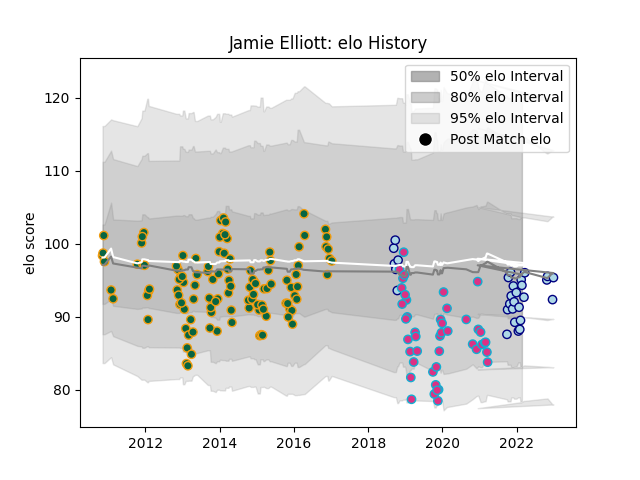 Jamie Elliott: elo History
50% elo Interval
80% elo Interval
95% elo Interval
Post Match elo
elo score
120
110
100
90
80
2012
2014
2016
2018
2020
2022